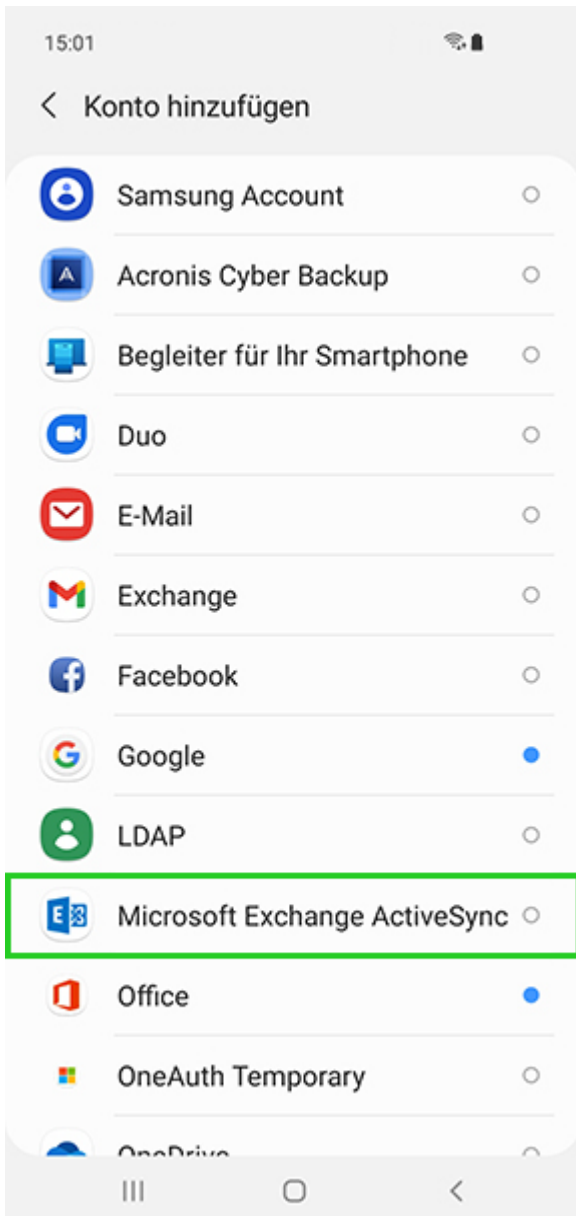 15:01
Konto hinzufügen
Samsung Account
Acronis Cyber Backup
Begleiter für Ihr Smartphone
Duo
E-Mail
Exchange
Facebook
Google
LDAP
Microsoft Exchange ActiveSync
Office
OneAuth Temporary
OneDrive